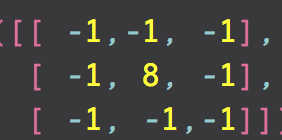 ([[ -1,-1, -1],
[ -1, 8, -1],
[ -1, -1,-1]])